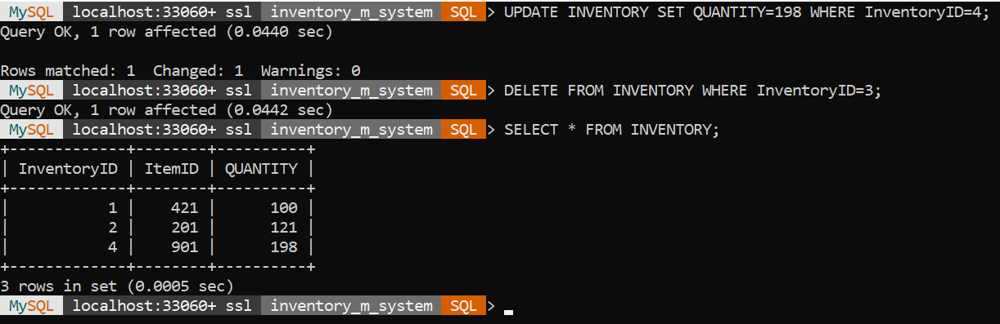 MySQL localhost:33060+ ssl inventory_m_system SQL > UPDATE INVENTORY SET QUANTITY=198 WHERE InventoryID=4;
Query OK, 1 row affected (0.0440 sec)

Rows matched: 1  Changed: 1  Warnings: 0
MySQL localhost:33060+ ssl inventory_m_system SQL > DELETE FROM INVENTORY WHERE InventoryID=3;
Query OK, 1 row affected (0.0442 sec)
MySQL localhost:33060+ ssl inventory_m_system SQL > SELECT * FROM INVENTORY;
+-------------+--------+----------+
| InventoryID | ItemID | QUANTITY |
+-------------+--------+----------+
|           1 |    421 |      100 |
|           2 |    201 |      121 |
|           4 |    901 |      198 |
+-------------+--------+----------+
3 rows in set (0.0005 sec)
MySQL localhost:33060+ ssl inventory_m_system SQL > _